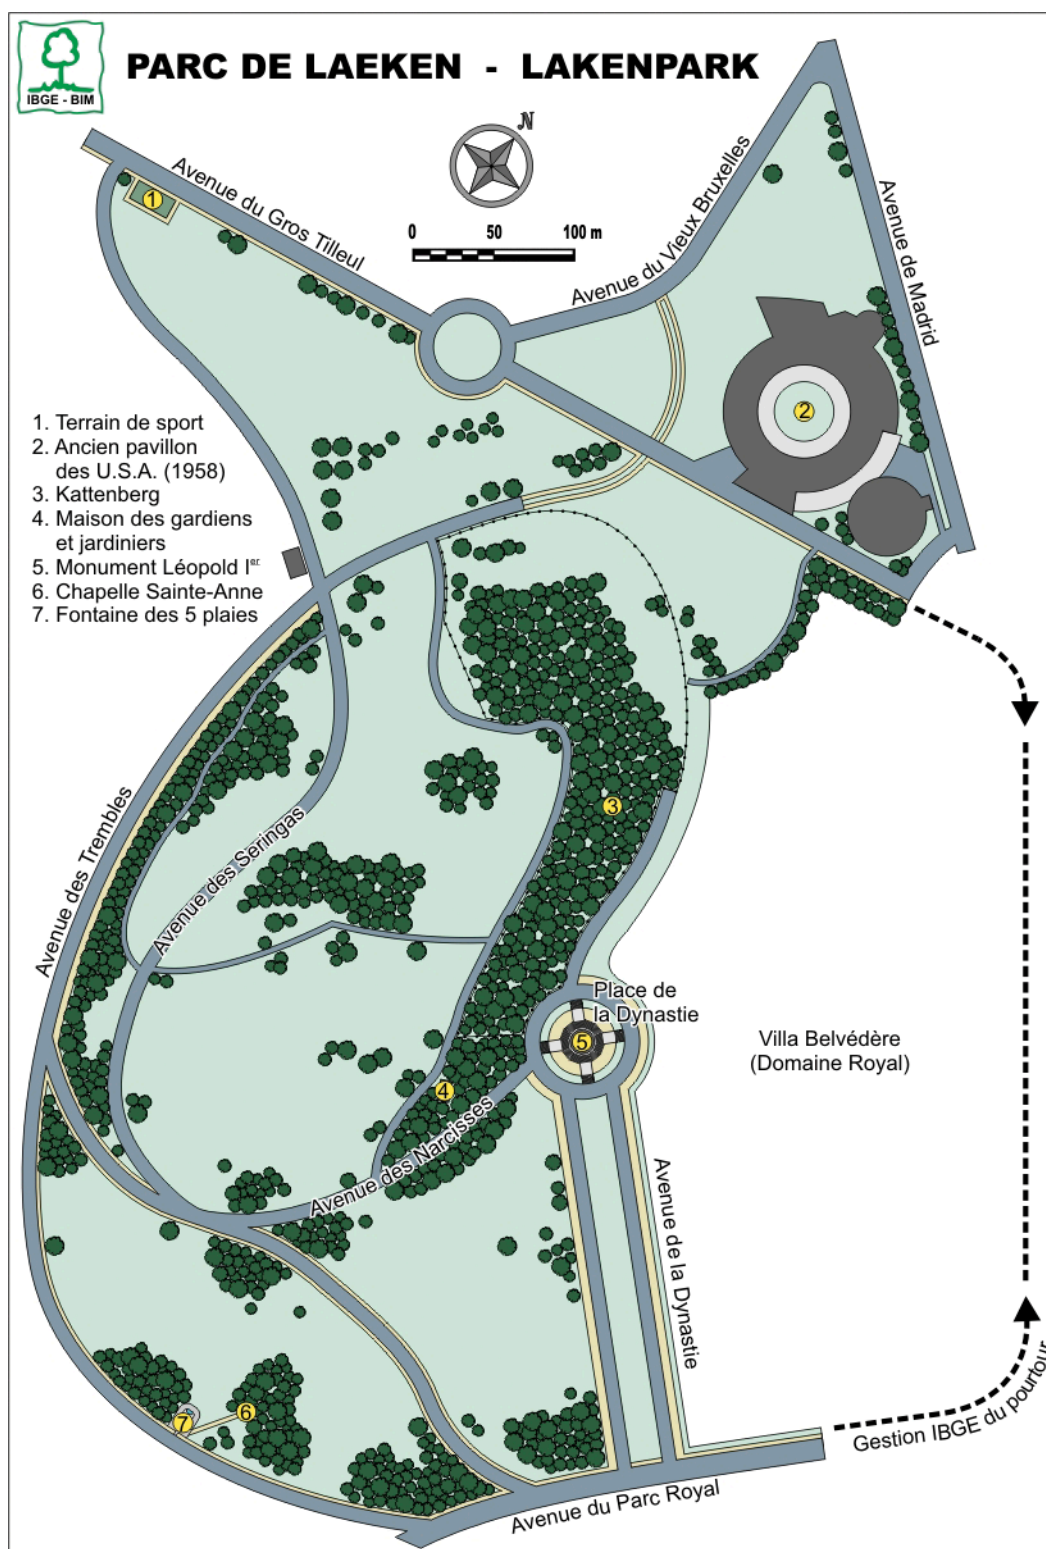 IBGE - BIM
PARC DE LAEKEN - LAKENPARK
N
0 50 100 m
Avenue du Gros Tilleul
Avenue du Vieux Bruxelles
Avenue de Madrid
1
2
1. Terrain de sport
2. Ancien pavillon
des U.S.A. (1958)
3. Kattenberg
4. Maison des gardiens
et jardiniers
5. Monument Léopold Ier
6. Chapelle Sainte-Anne
7. Fontaine des 5 plaies
3
Avenue des Trembles
Avenue des Seringas
Place de
la Dynastie
5
Villa Belvédère
(Domaine Royal)
4
Avenue des Narcisses
Avenue de la Dynastie
6
7
Gestion IBGE du pourtour
Avenue du Parc Royal